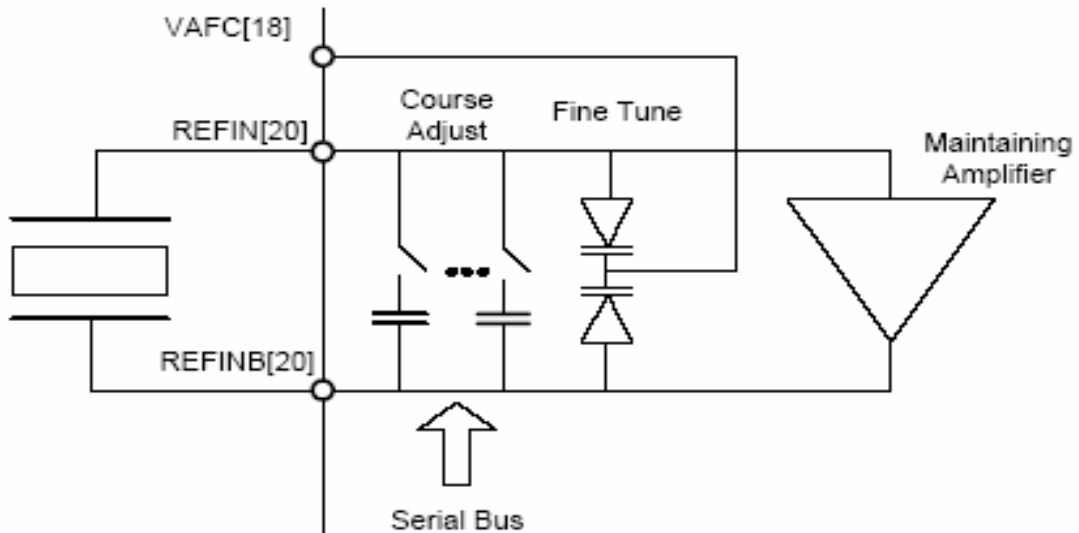 VAFC[18]
Course
Adjust
Fine Tune
REFIN[20]
Maintaining
Amplifier
REFINB[20]
Serial Bus